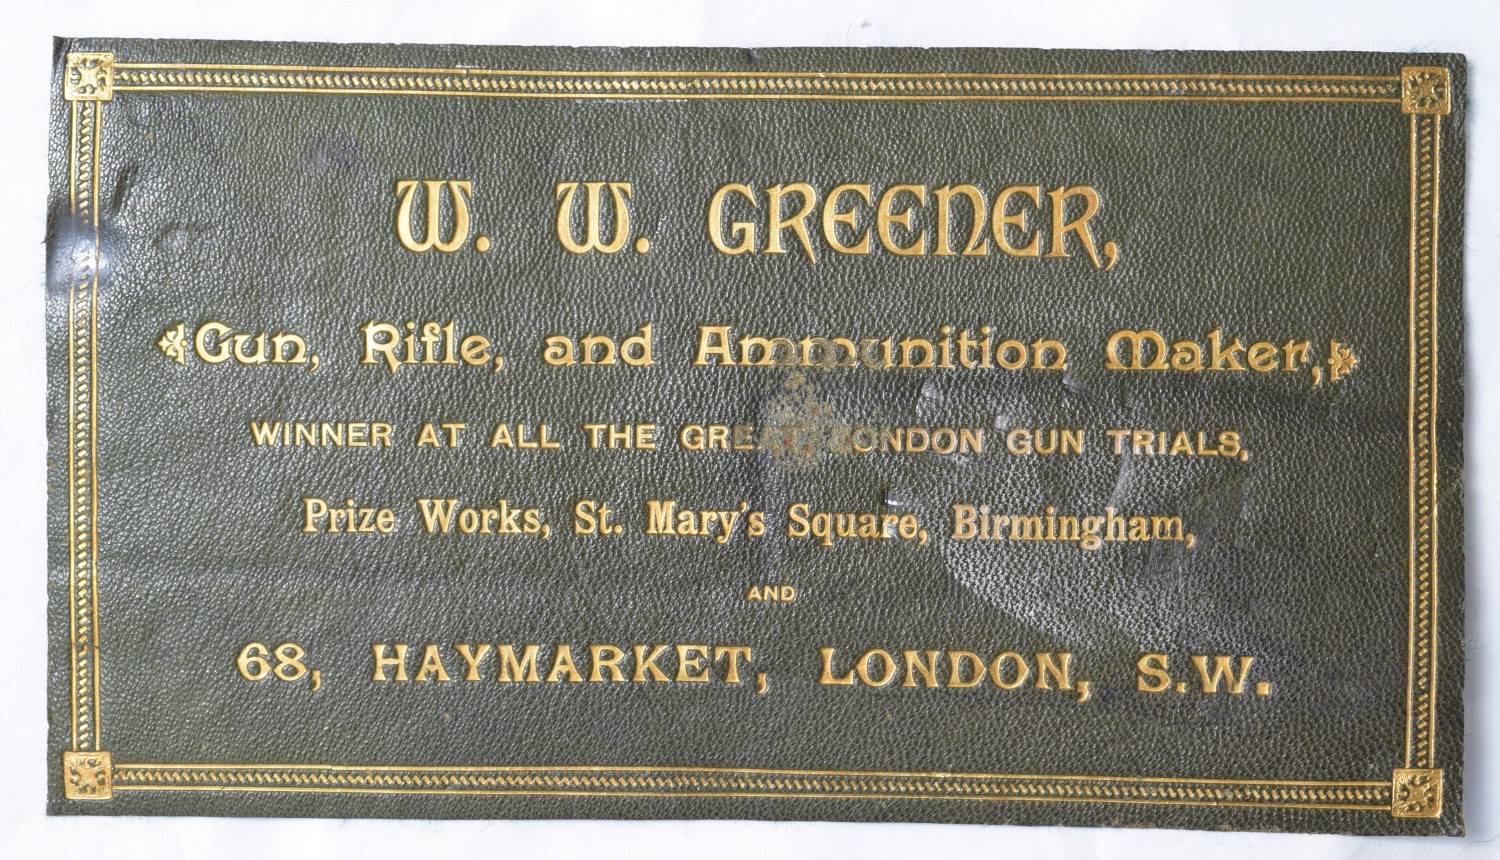 W. W. GREENER,
Gun, Rifle, and Ammunition Maker,
WINNER AT ALL THE GREAT LONDON GUN TRIALS,
Prize Works, St. Mary's Square, Birmingham,
AND
68, HAYMARKET, LONDON, S.W.